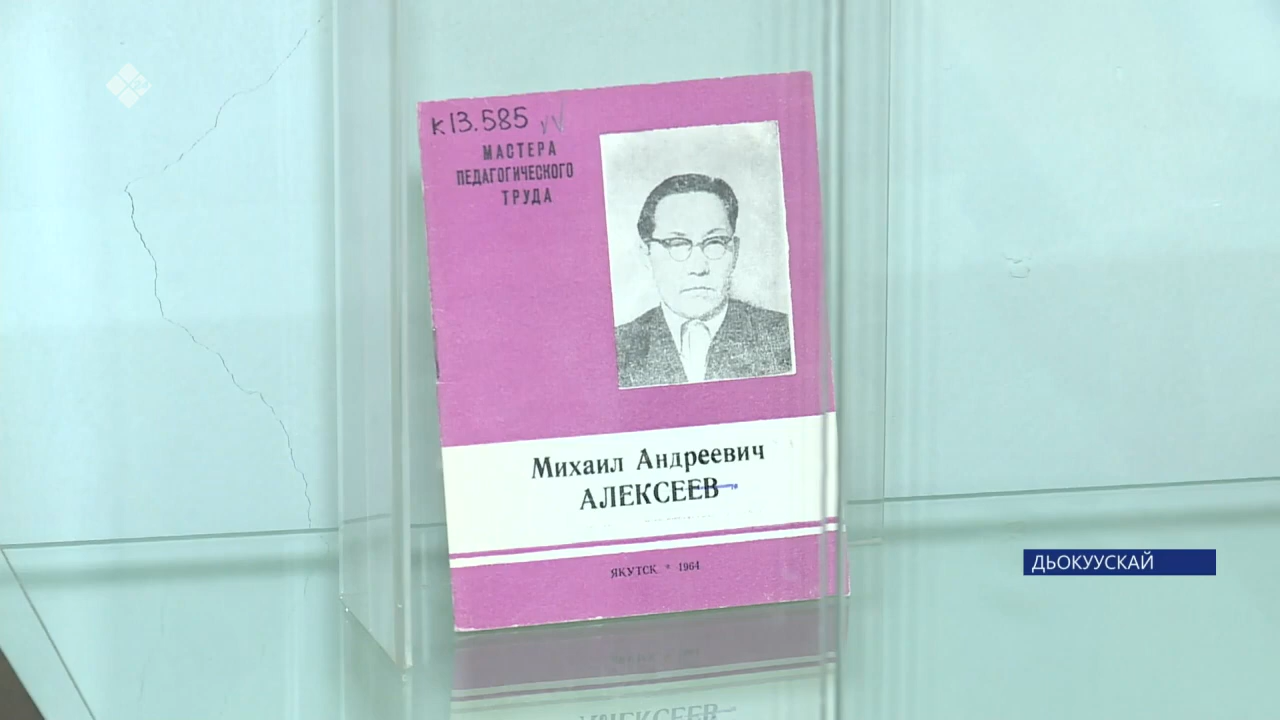 к13.585
МАСТЕРА
ПЕДАГОГИЧЕСКОГО
ТРУДА
Михаил Андреевич
АЛЕКСЕЕВ
ЯКУТСК * 1964
ДЬОКУУСКАЙ